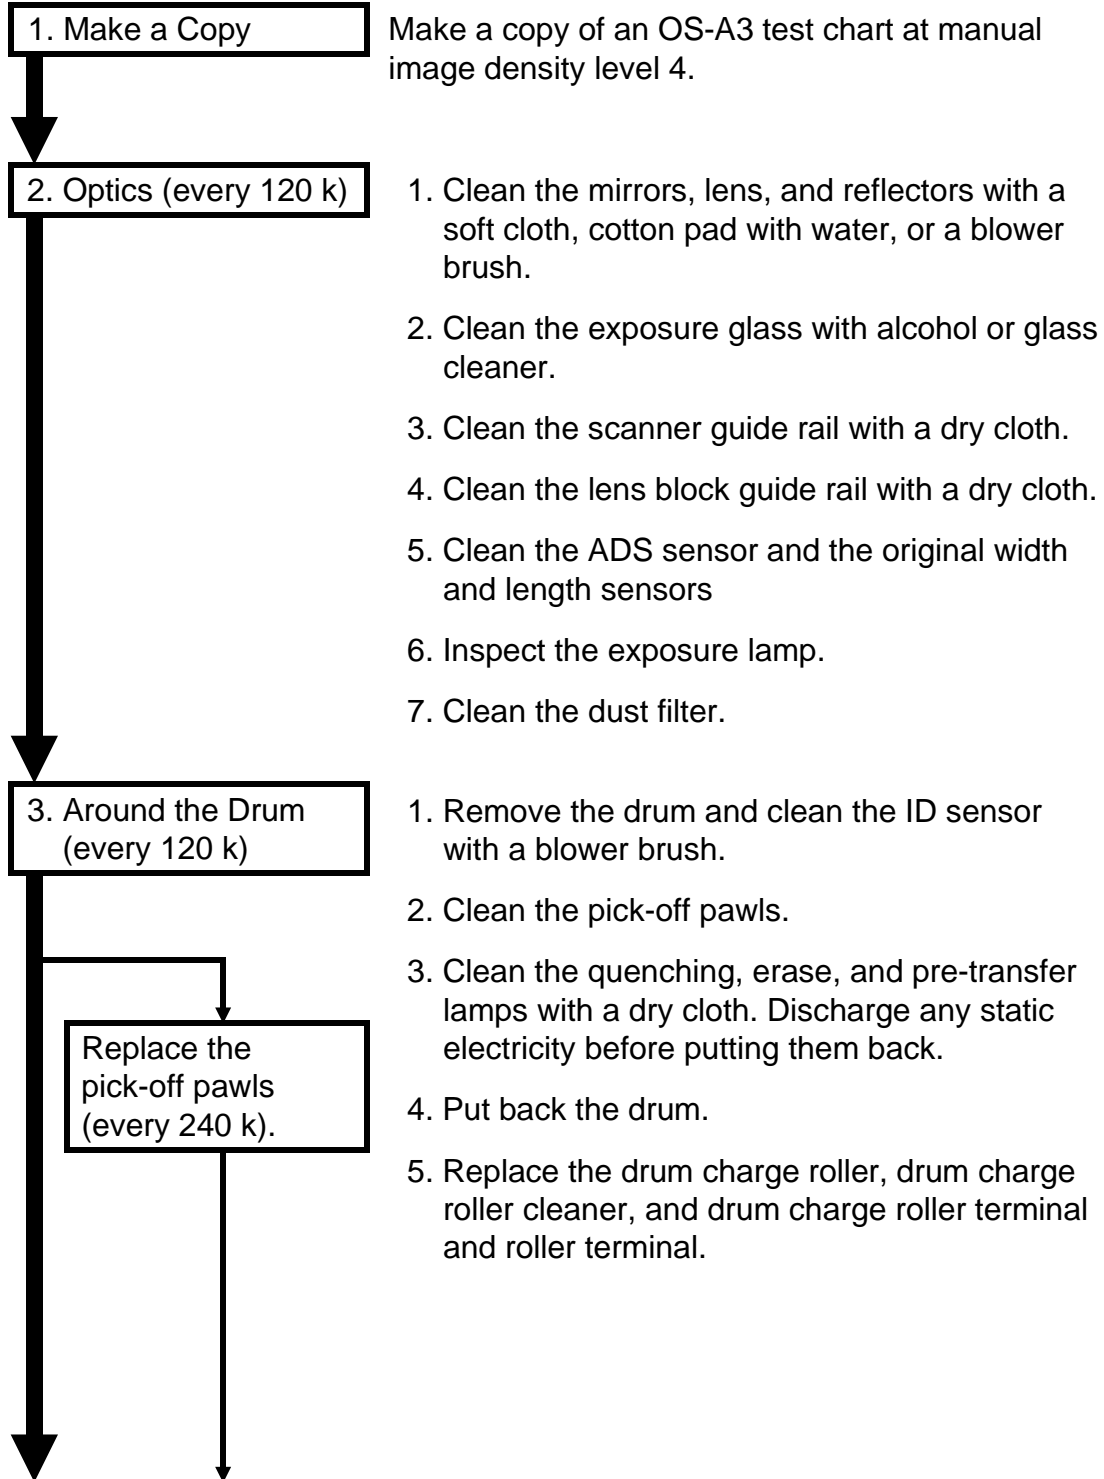 1. Make a Copy
Make a copy of an OS-A3 test chart at manual
image density level 4.
2. Optics (every 120 k)
1. Clean the mirrors, lens, and reflectors with a
soft cloth, cotton pad with water, or a blower
brush.
2. Clean the exposure glass with alcohol or glass
cleaner.
3. Clean the scanner guide rail with a dry cloth.
4. Clean the lens block guide rail with a dry cloth.
5. Clean the ADS sensor and the original width
and length sensors
6. Inspect the exposure lamp.
7. Clean the dust filter.
3. Around the Drum
(every 120 k)
1. Remove the drum and clean the ID sensor
with a blower brush.
2. Clean the pick-off pawls.
3. Clean the quenching, erase, and pre-transfer
lamps with a dry cloth. Discharge any static
electricity before putting them back.
4. Put back the drum.
5. Replace the drum charge roller, drum charge
roller cleaner, and drum charge roller terminal
and roller terminal.
Replace the
pick-off pawls
(every 240 k).